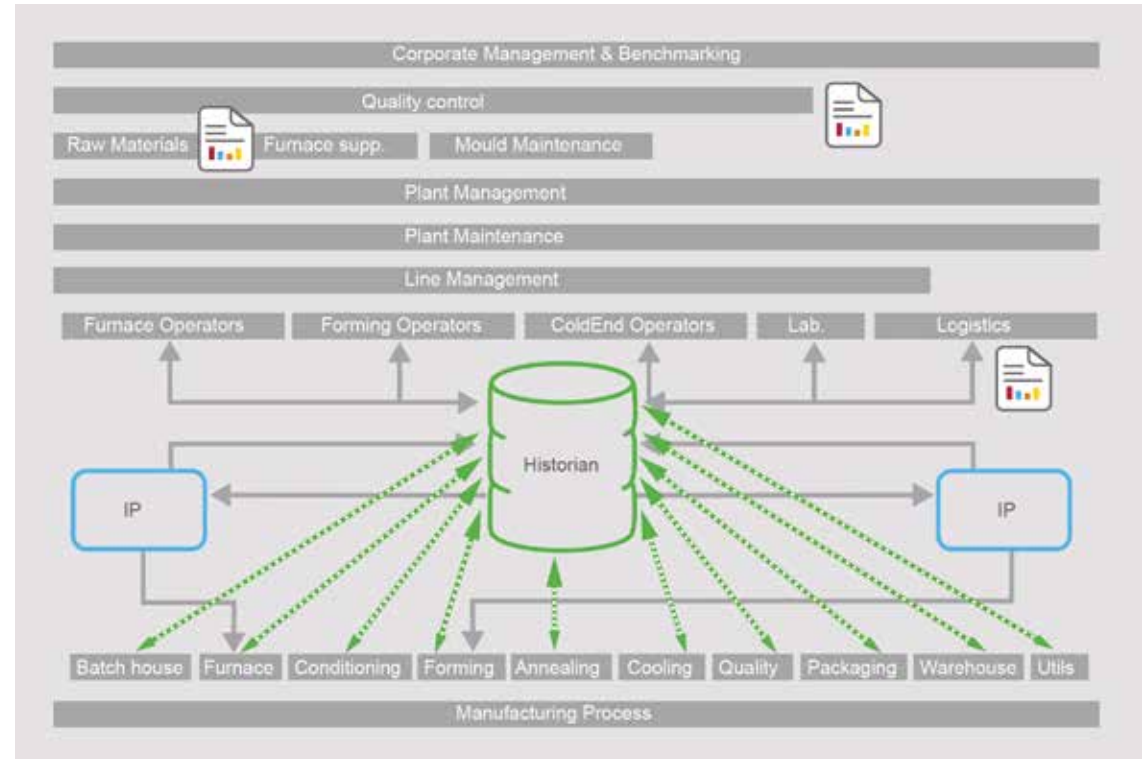 Corporate Management & Benchmarking
Quality control
Raw Materials
Furnace supp.
Mould Maintenance
Plant Management
Plant Maintenance
Line Management
Furnace Operators
Forming Operators
ColdEnd Operators
Lab.
Logistics
Historian
IP
IP
Batch house
Furnace
Conditioning
Forming
Annealing
Cooling
Quality
Packaging
Warehouse
Utils
Manufacturing Process